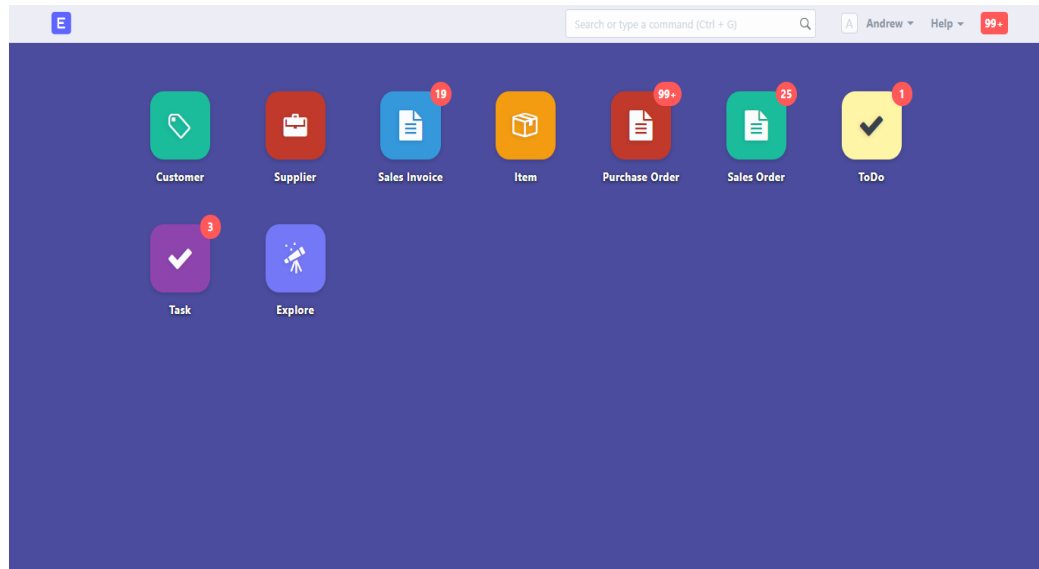 E Search or type a command (Ctrl + G) A Andrew Help 99+
19 99+ 25 1
Customer Supplier Sales Invoice Item Purchase Order Sales Order ToDo
3
Task Explore